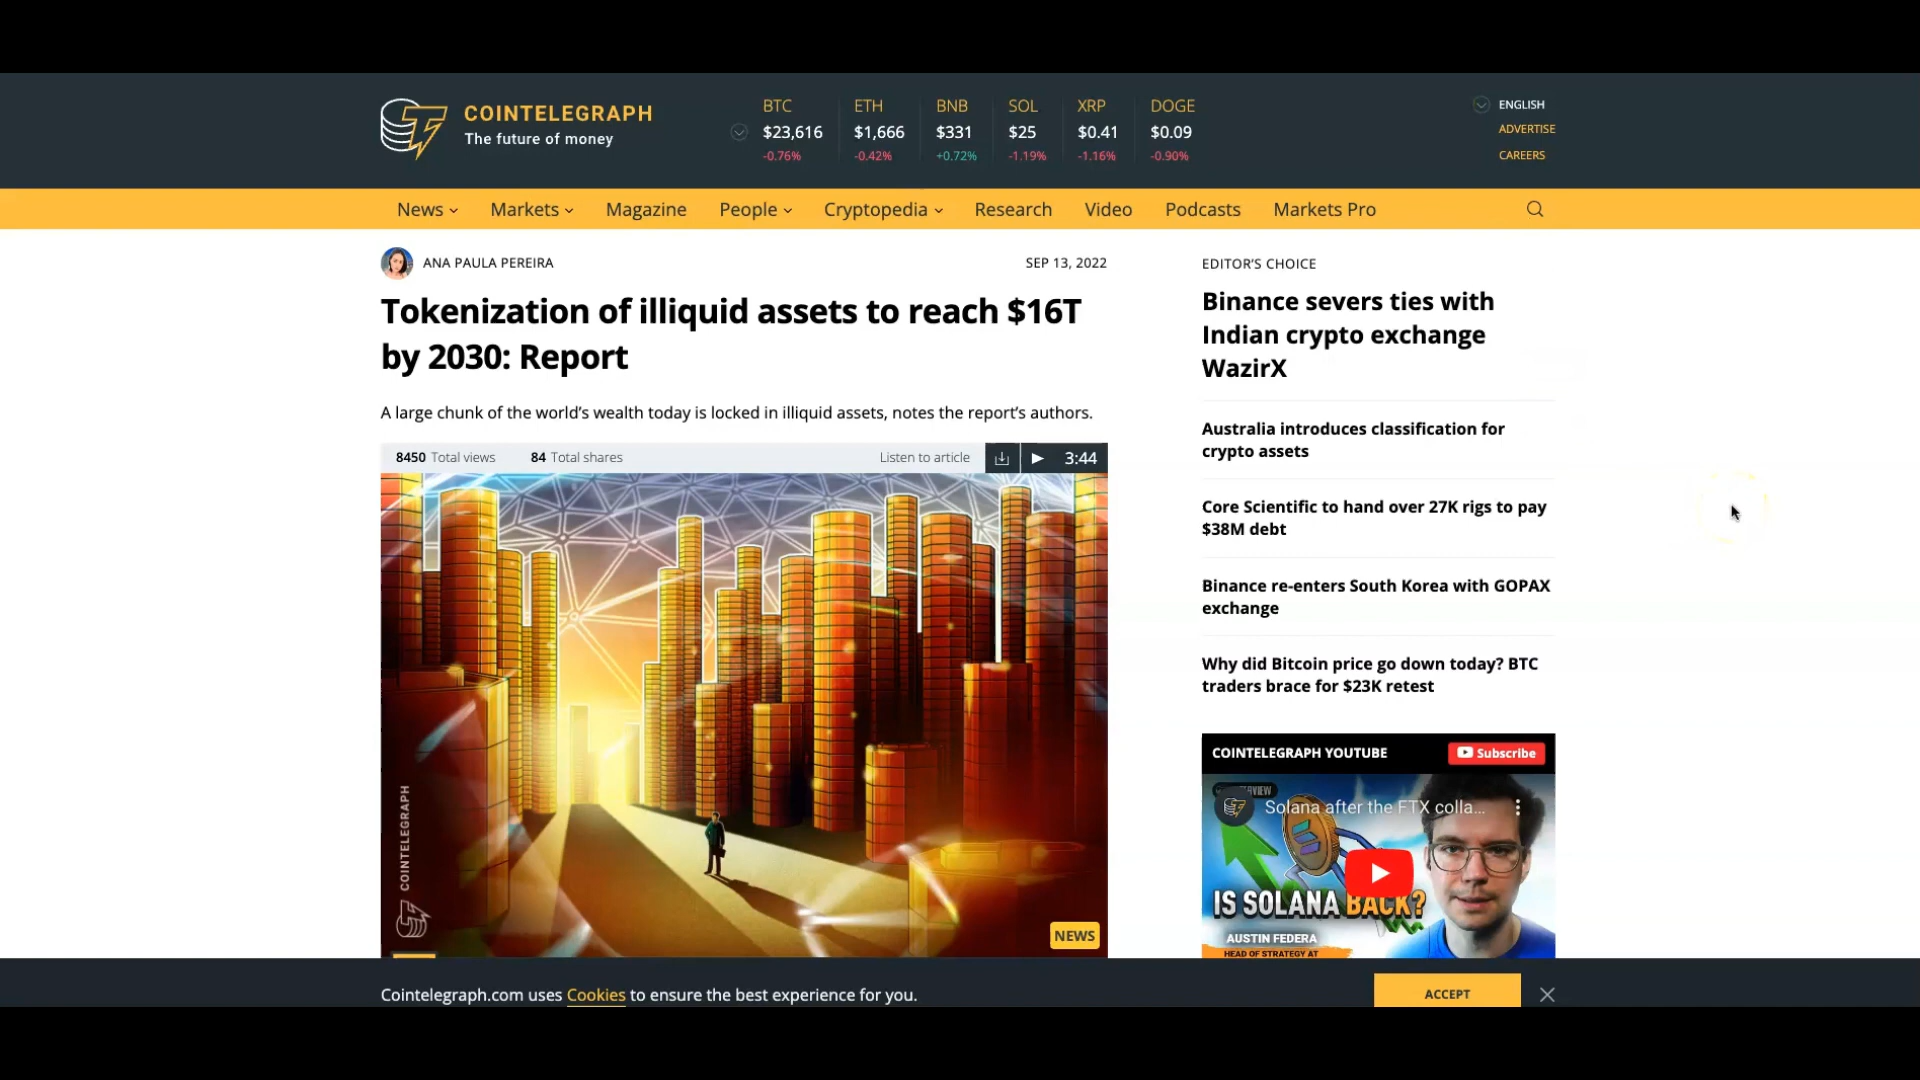 COINTELEGRAPH
The future of money
BTC
$23,616
-0.76%
ETH
$1,666
-0.42%
BNB
$331
+0.72%
SOL
$25
-1.19%
XRP
$0.41
-1.16%
DOGE
$0.09
-0.90%
ENGLISH
ADVERTISE
CAREERS
News Markets Magazine People Cryptopedia Research Video Podcasts Markets Pro
ANA PAULA PEREIRA
SEP 13, 2022
Tokenization of illiquid assets to reach $16T
by 2030: Report
A large chunk of the world's wealth today is locked in illiquid assets, notes the report's authors.
8450 Total views 84 Total shares Listen to article 3:44
COINTELEGRAPH
NEWS
EDITOR'S CHOICE
Binance severs ties with
Indian crypto exchange
WazirX
Australia introduces classification for
crypto assets
Core Scientific to hand over 27K rigs to pay
$38M debt
Binance re-enters South Korea with GOPAX
exchange
Why did Bitcoin price go down today? BTC
traders brace for $23K retest
COINTELEGRAPH YOUTUBE
Subscribe
Solana after the FTX colla...
IS SOLANA BACK?
AUSTIN FEDERA
HEAD OF STRATEGY AT
Cointelegraph.com uses Cookies to ensure the best experience for you.
ACCEPT